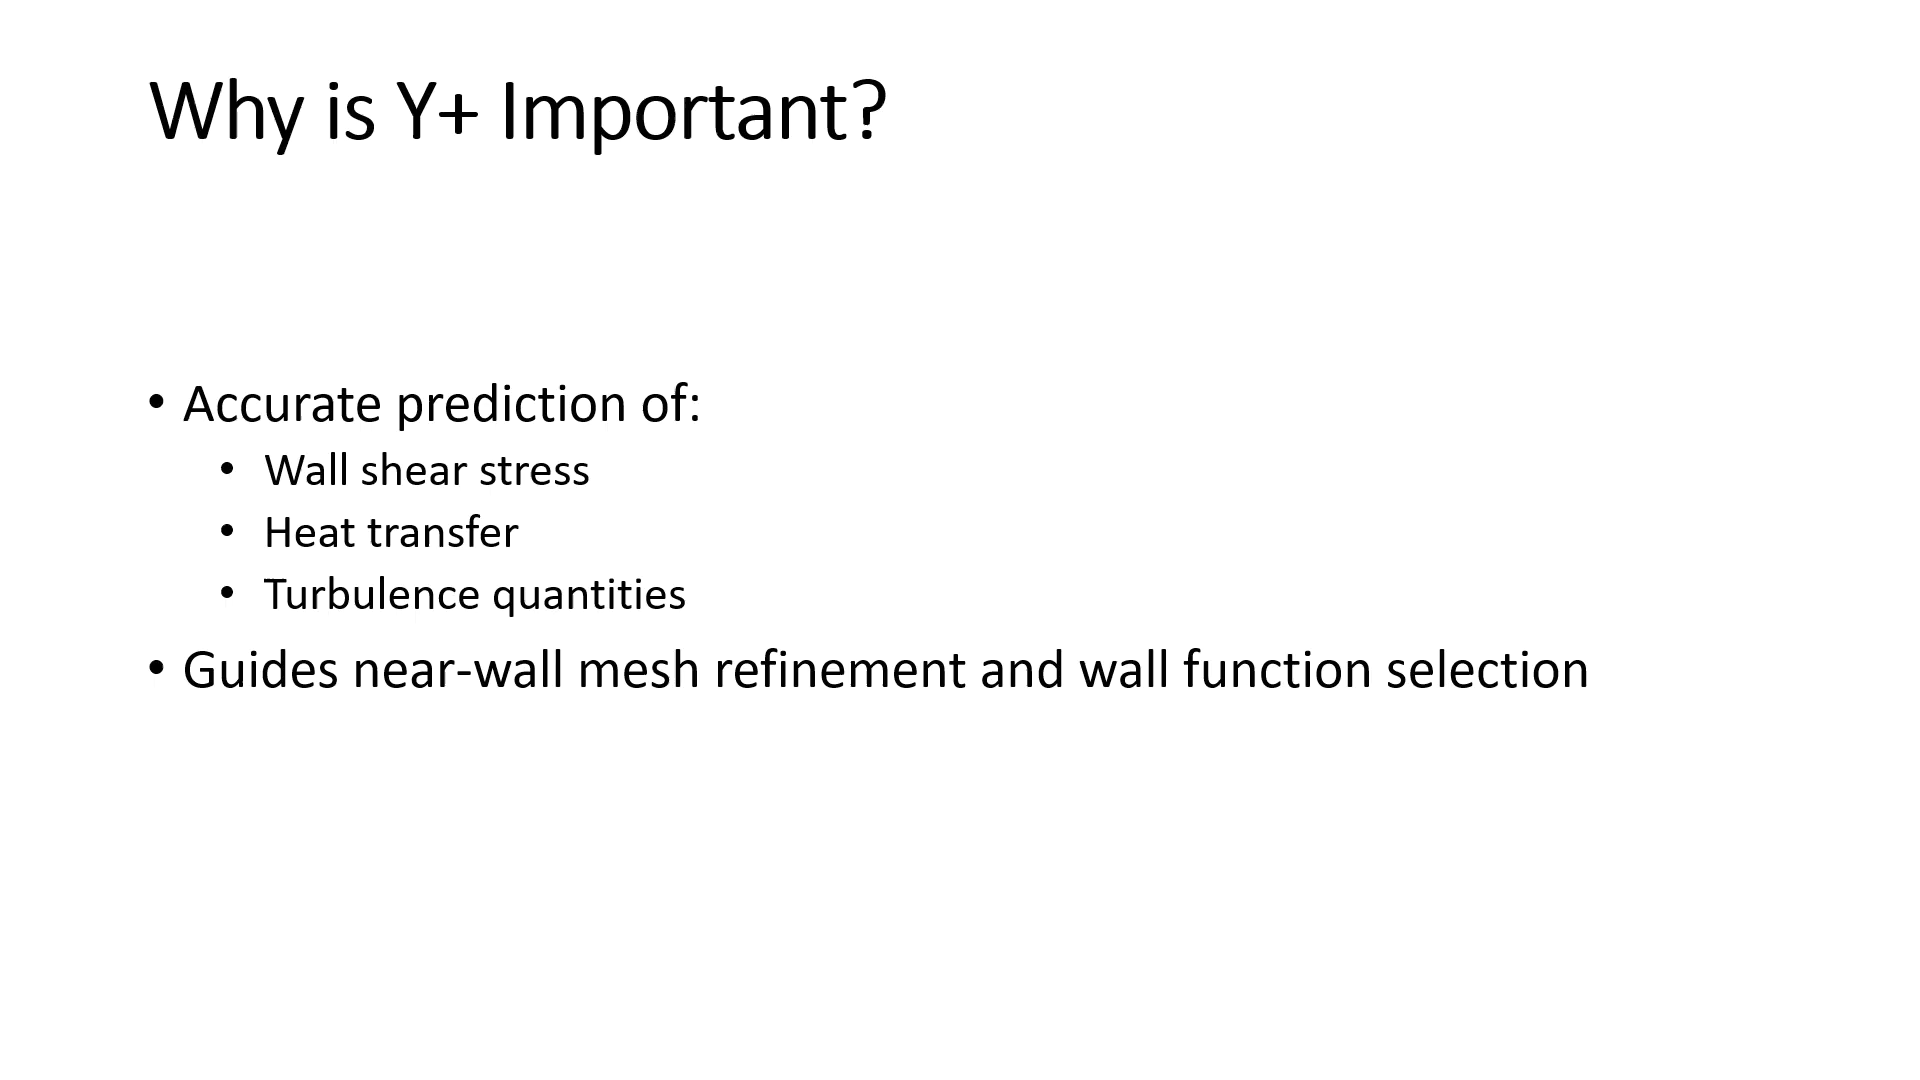 Why is Y+ Important?
• Accurate prediction of:
• Wall shear stress
• Heat transfer
• Turbulence quantities
• Guides near-wall mesh refinement and wall function selection